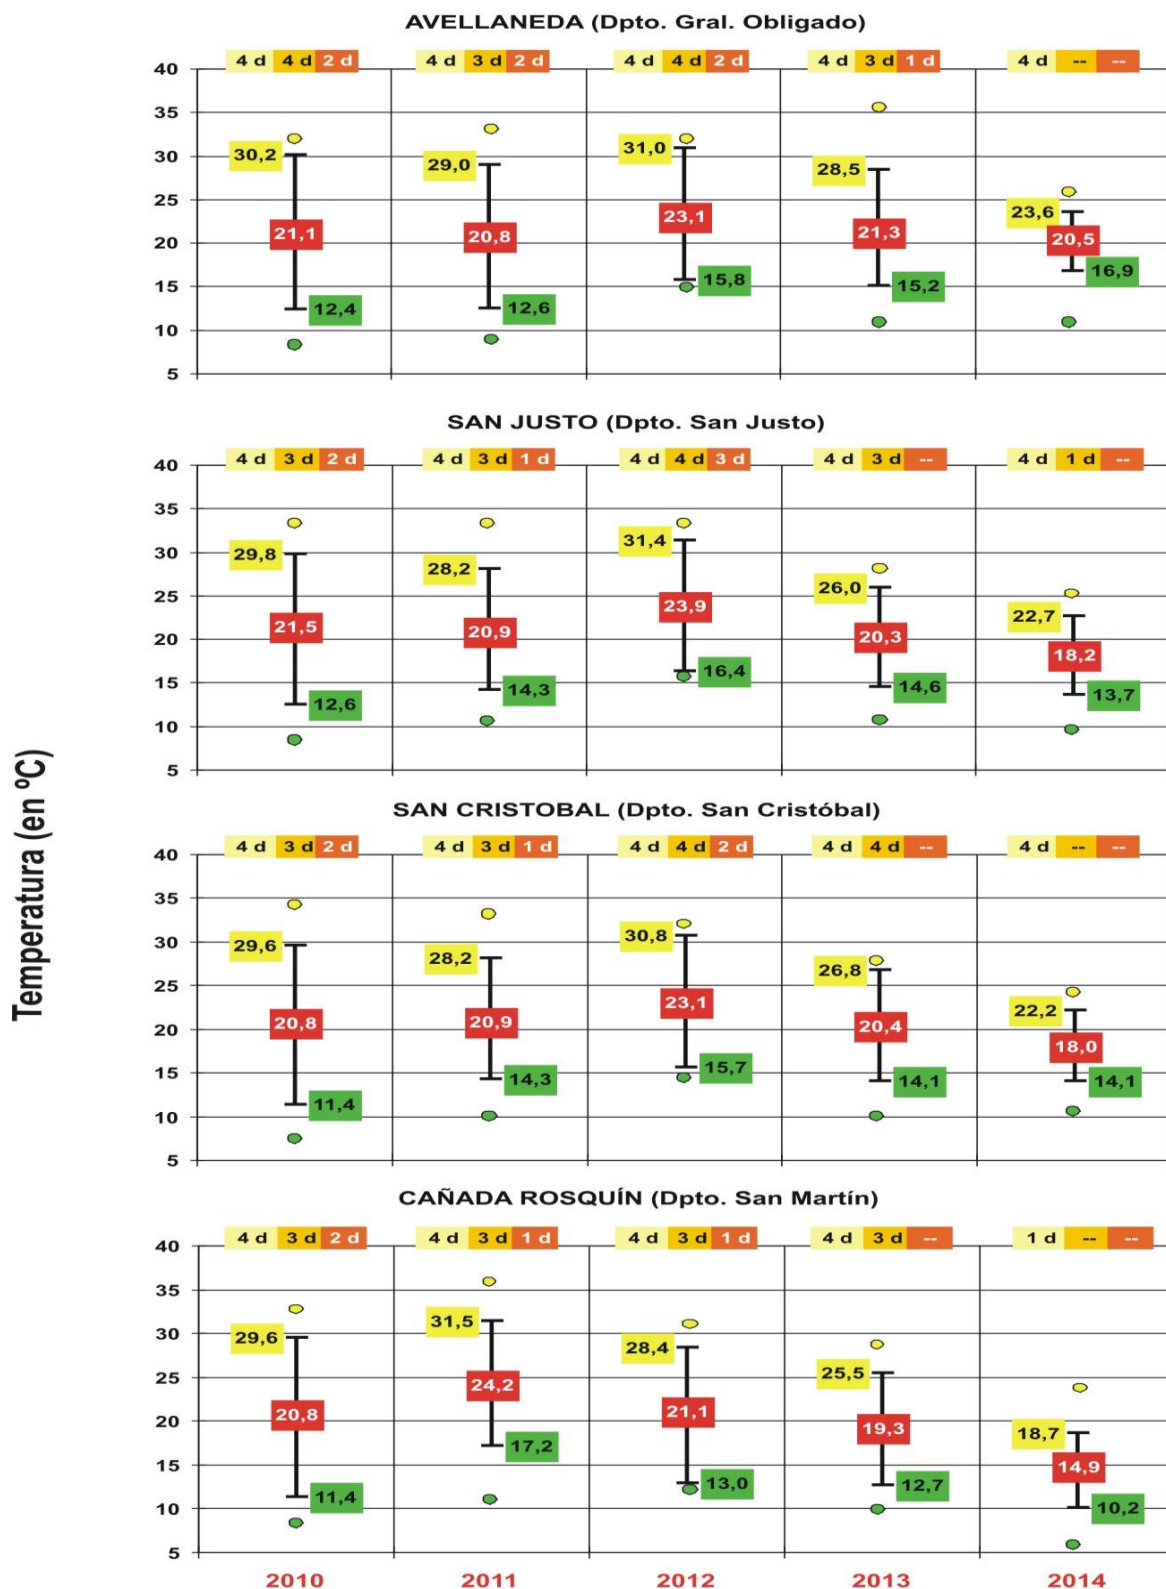 AVELLANEDA (Dpto. Gral. Obligado)
4 d 4 d 2 d 4 d 3 d 2 d 4 d 4 d 2 d 4 d 3 d 1 d 4 d -- --
40
35
30
25
20
15
10
5
30,2 29,0 31,0 28,5 23,6
21,1 20,8 23,1 21,3 20,5
12,4 12,6 15,8 15,2 16,9
SAN JUSTO (Dpto. San Justo)
4 d 3 d 2 d 4 d 3 d 1 d 4 d 4 d 3 d 4 d 3 d -- 4 d 1 d --
40
35
30
25
20
15
10
5
29,8 28,2 31,4 26,0 22,7
21,5 20,9 23,9 20,3 18,2
12,6 14,3 16,4 14,6 13,7
Temperatura (en ºC)
SAN CRISTOBAL (Dpto. San Cristóbal)
4 d 3 d 2 d 4 d 3 d 1 d 4 d 4 d 2 d 4 d 4 d -- 4 d -- --
40
35
30
25
20
15
10
5
29,6 28,2 30,8 26,8 22,2
20,8 20,9 23,1 20,4 18,0
11,4 14,3 15,7 14,1 14,1
CAÑADA ROSQUÍN (Dpto. San Martín)
4 d 3 d 2 d 4 d 3 d 1 d 4 d 3 d 1 d 4 d 3 d -- 1 d -- --
40
35
30
25
20
15
10
5
29,6 31,5 28,4 25,5 18,7
20,8 24,2 21,1 19,3 14,9
11,4 17,2 13,0 12,7 10,2
2010 2011 2012 2013 2014